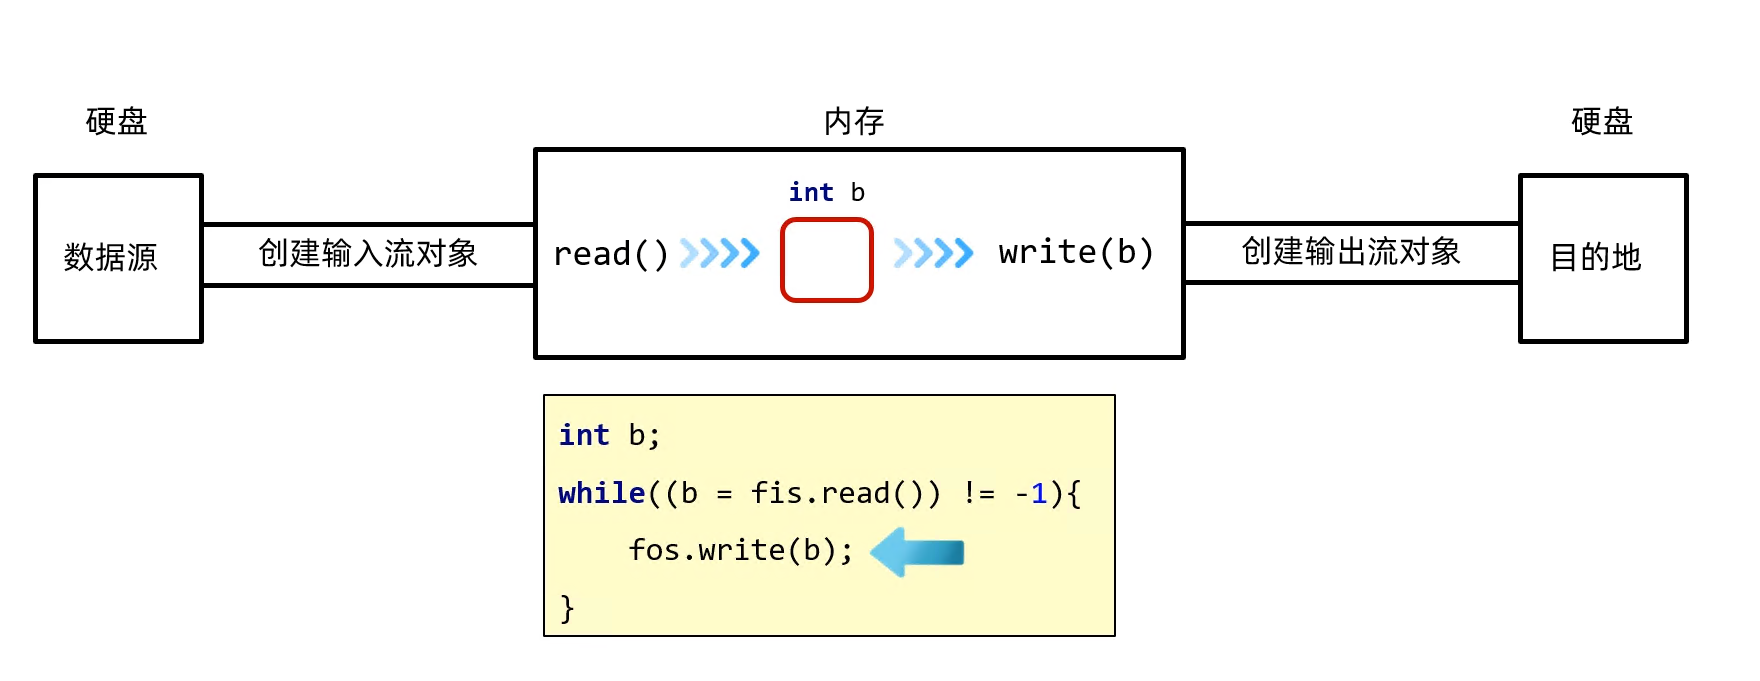 硬盘
内存
硬盘
int b
数据源
创建输入流对象
read()
write(b)
创建输出流对象
目的地
int b;
while((b = fis.read()) != -1){
    fos.write(b);
}